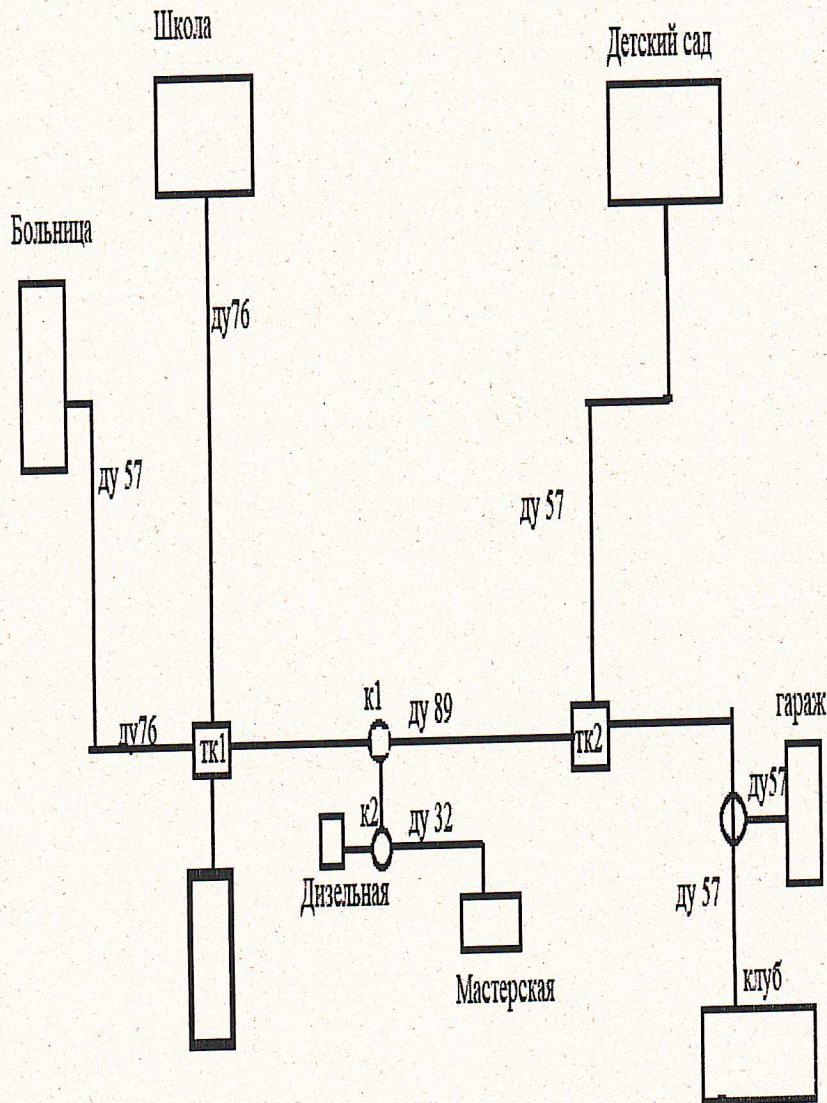 Школа
Детский сад
Больница
ду76
ду 57
ду 57
к1
ду 89
гараж
ду76
тк1
тк2
ду57
к2
ду 32
Дизельная
ду 57
Мастерская
клуб